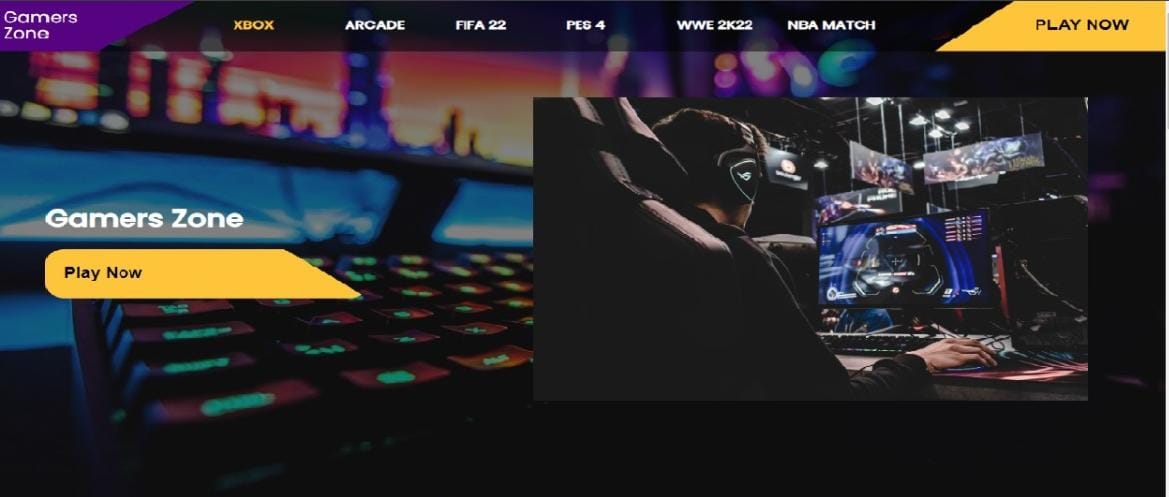 Gamers
Zone
XBOX
ARCADE
FIFA 22
PES 4
WWE 2K22
NBA MATCH
PLAY NOW
Gamers Zone
Play Now